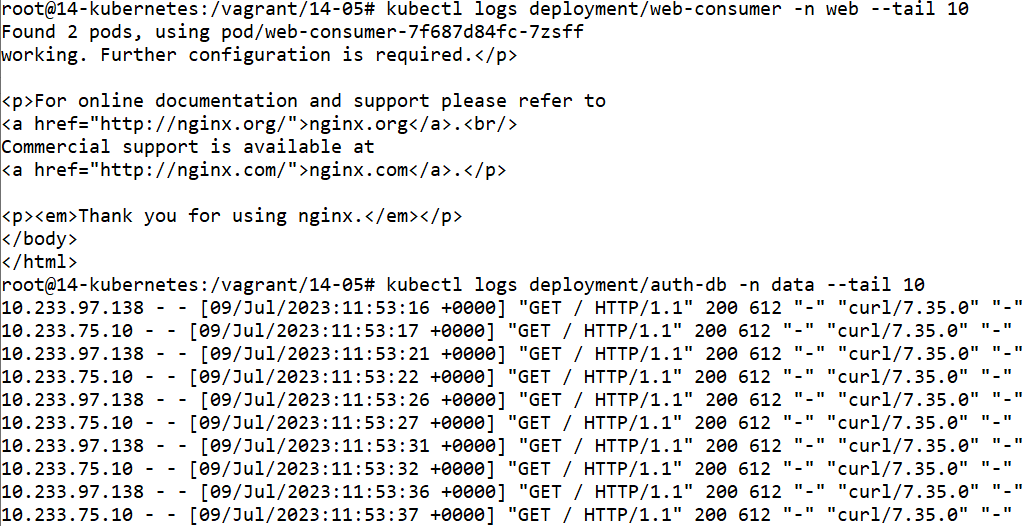 root@14-kubernetes:/vagrant/14-05# kubectl logs deployment/web-consumer -n web --tail 10
Found 2 pods, using pod/web-consumer-7f687d84fc-7zsff
working. Further configuration is required.</p>
<p>For online documentation and support please refer to
<a href="http://nginx.org/">nginx.org</a>.<br/>
Commercial support is available at
<a href="http://nginx.com/">nginx.com</a>.</p>
<p><em>Thank you for using nginx.</em></p>
</body>
</html>
root@14-kubernetes:/vagrant/14-05# kubectl logs deployment/auth-db -n data --tail 10
10.233.97.138 - - [09/Jul/2023:11:53:16 +0000] "GET / HTTP/1.1" 200 612 "-" "curl/7.35.0" "-"
10.233.75.10 - - [09/Jul/2023:11:53:17 +0000] "GET / HTTP/1.1" 200 612 "-" "curl/7.35.0" "-"
10.233.97.138 - - [09/Jul/2023:11:53:21 +0000] "GET / HTTP/1.1" 200 612 "-" "curl/7.35.0" "-"
10.233.75.10 - - [09/Jul/2023:11:53:22 +0000] "GET / HTTP/1.1" 200 612 "-" "curl/7.35.0" "-"
10.233.97.138 - - [09/Jul/2023:11:53:26 +0000] "GET / HTTP/1.1" 200 612 "-" "curl/7.35.0" "-"
10.233.75.10 - - [09/Jul/2023:11:53:27 +0000] "GET / HTTP/1.1" 200 612 "-" "curl/7.35.0" "-"
10.233.97.138 - - [09/Jul/2023:11:53:31 +0000] "GET / HTTP/1.1" 200 612 "-" "curl/7.35.0" "-"
10.233.75.10 - - [09/Jul/2023:11:53:32 +0000] "GET / HTTP/1.1" 200 612 "-" "curl/7.35.0" "-"
10.233.97.138 - - [09/Jul/2023:11:53:36 +0000] "GET / HTTP/1.1" 200 612 "-" "curl/7.35.0" "-"
10.233.75.10 - - [09/Jul/2023:11:53:37 +0000] "GET / HTTP/1.1" 200 612 "-" "curl/7.35.0" "-"